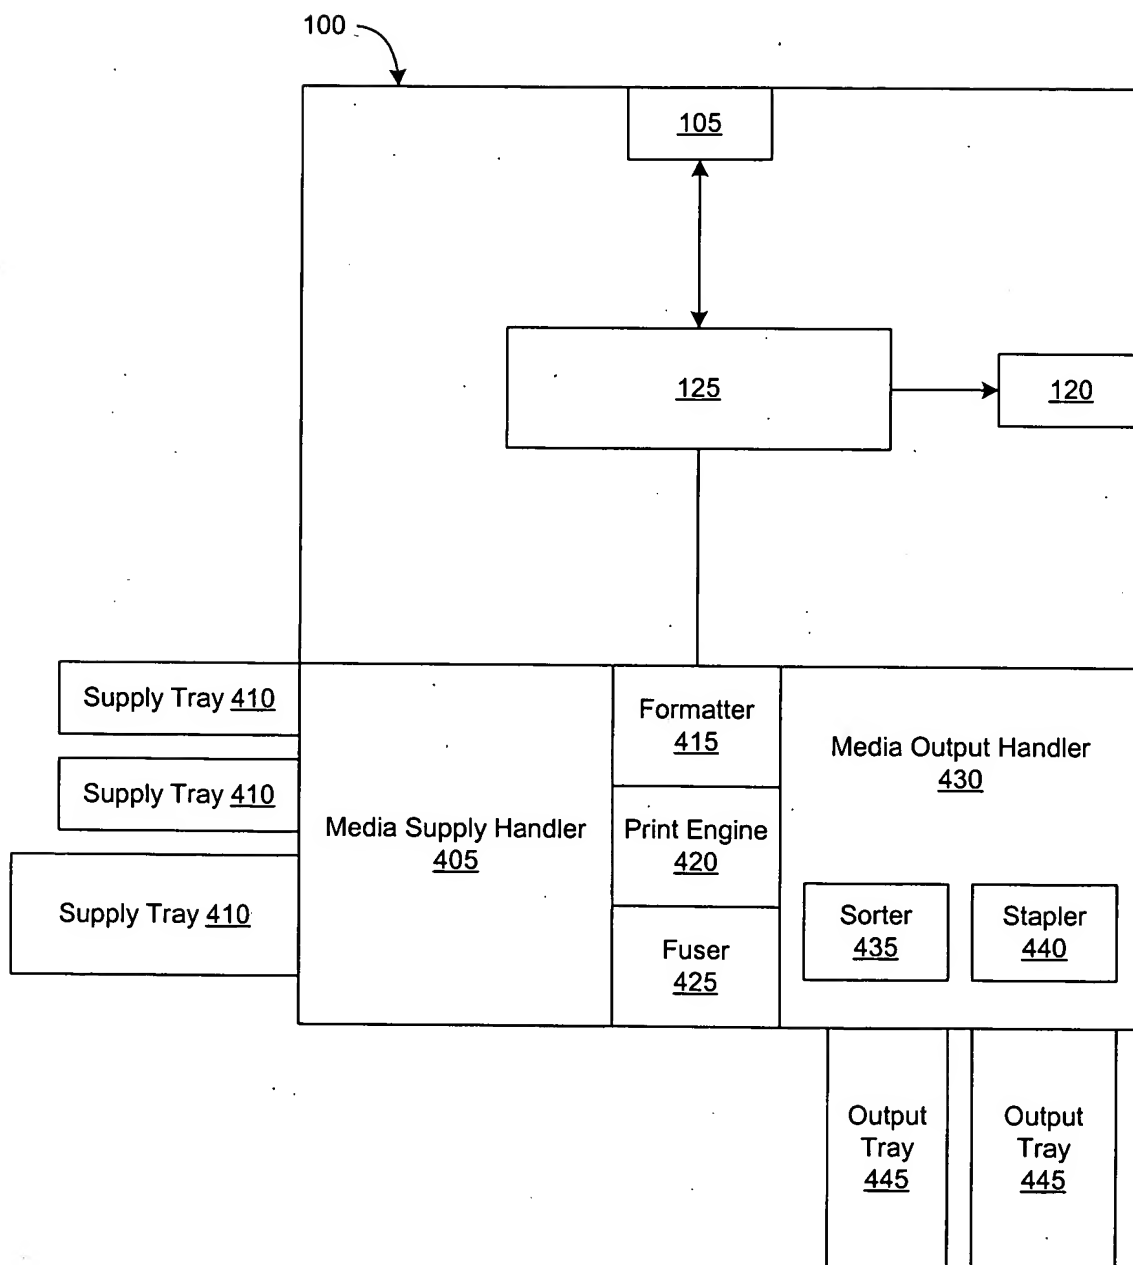 100
105
125
120
Supply Tray 410
Supply Tray 410
Supply Tray 410
Media Supply Handler
405
Formatter
415
Print Engine
420
Fuser
425
Media Output Handler
430
Sorter
435
Stapler
440
Output
Tray
445
Output
Tray
445